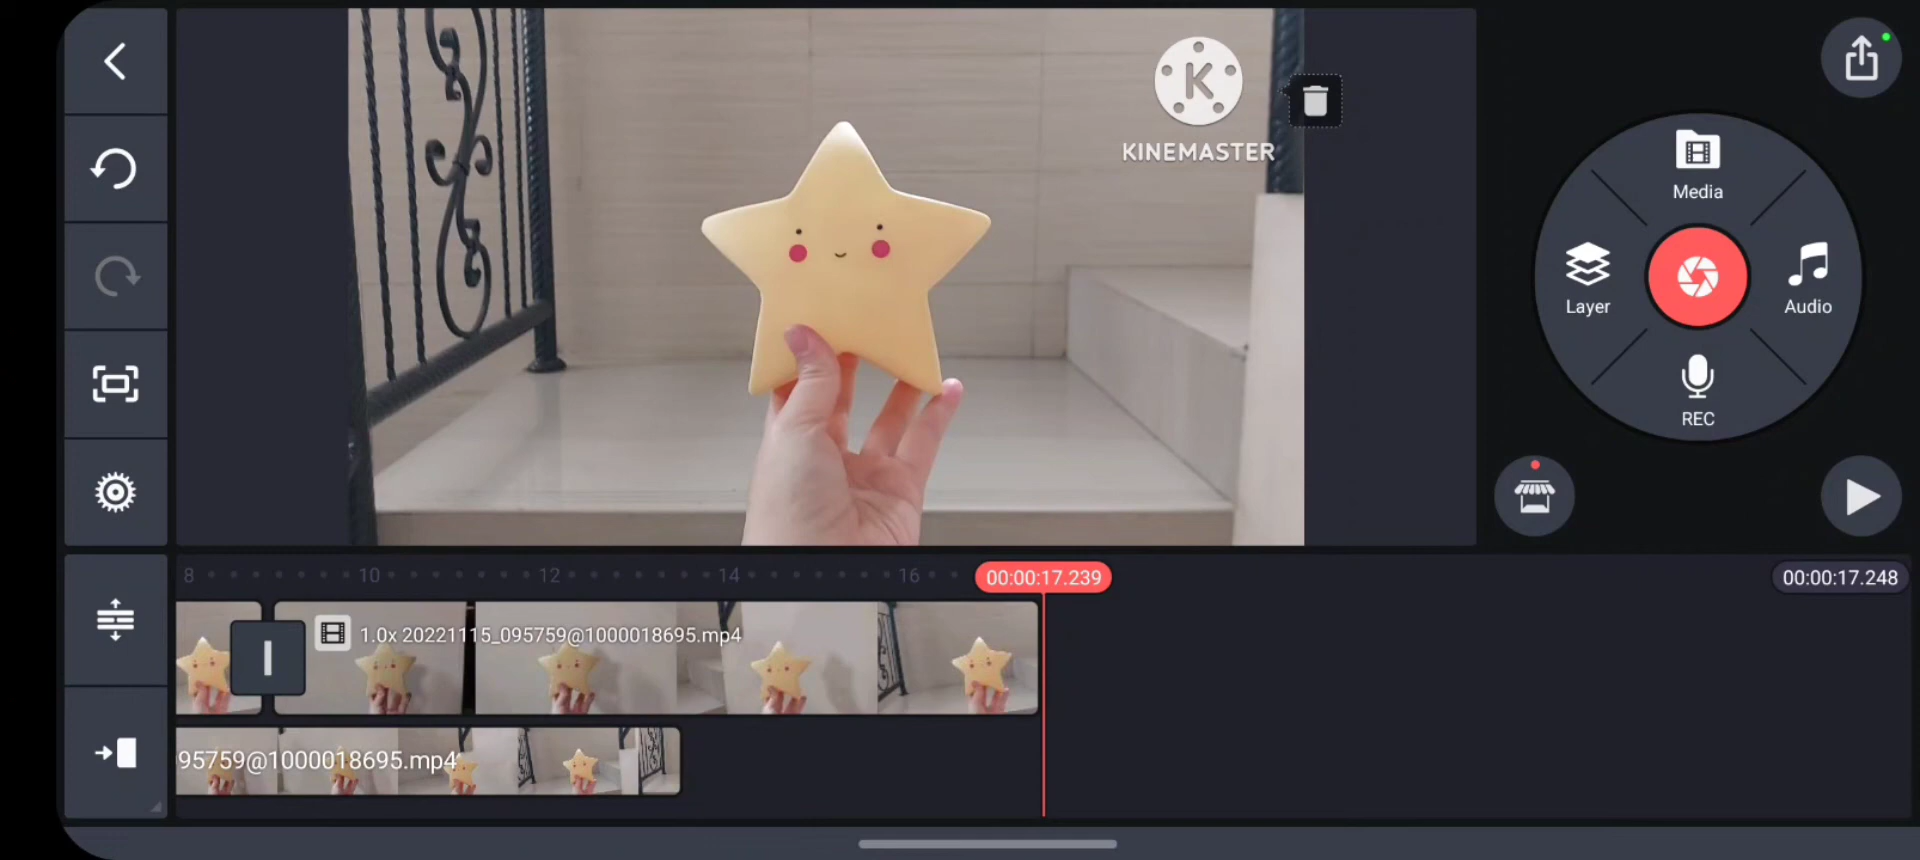 KINEMASTER
Media
Layer
Audio
REC
8 10 12 14 16
00:00:17.239
00:00:17.248
1.0x 20221115_095759@1000018695.mp4
95759@1000018695.mp4